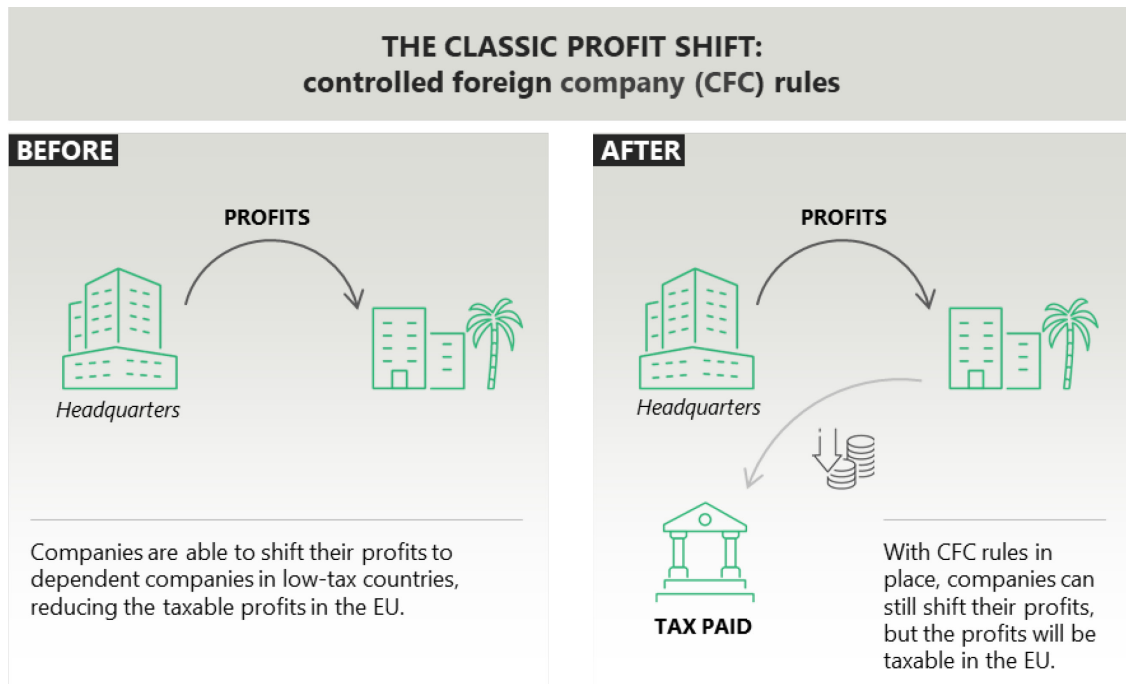 THE CLASSIC PROFIT SHIFT:
controlled foreign company (CFC) rules
BEFORE
PROFITS
Headquarters
Companies are able to shift their profits to
dependent companies in low-tax countries,
reducing the taxable profits in the EU.
AFTER
PROFITS
Headquarters
TAX PAID
With CFC rules in
place, companies can
still shift their profits,
but the profits will be
taxable in the EU.